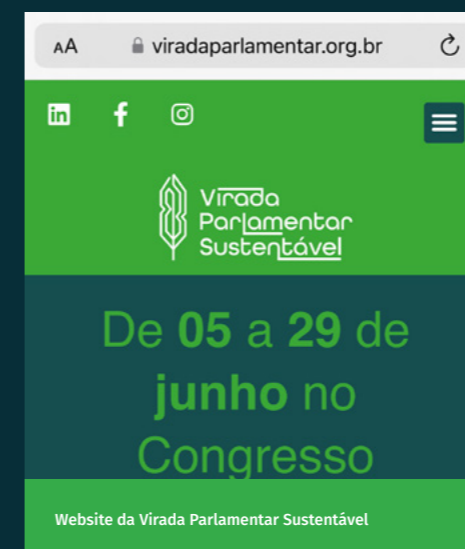 AA viradaparlamentar.org.br
in f
Virada
Parlamentar
Sustentável
De 05 a 29 de
junho no
Congresso
Website da Virada Parlamentar Sustentável